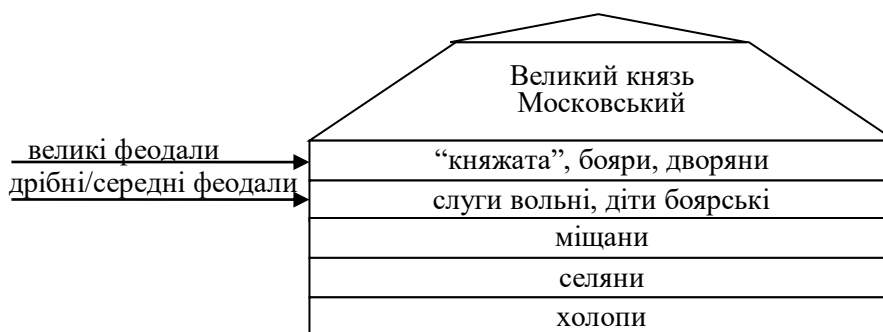 Великий князь
Московський
великі феодали
“княжата”, бояри, дворяни
дрібні/середні феодали
слуги вольні, діти боярські
міщани
селяни
холопи